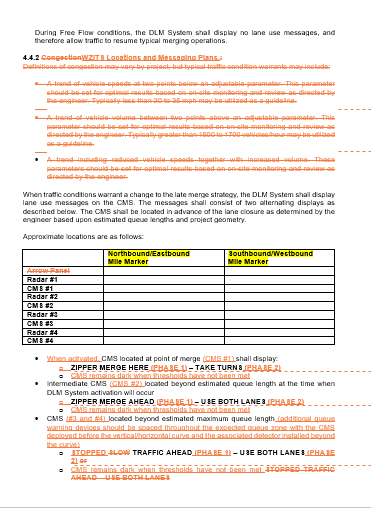 During Free Flow conditions, the DLM System shall display no lane use messages, and
therefore allow traffic to resume typical merging operations.
4.4.2 CongestionWZITS Locations and Messaging Plans.:
Definitions of congestion may vary by project, but typical traffic condition warrants may include:
• A trend of vehicle speeds at two points below an adjustable parameter. This
parameter should be set for optimal results based on on-site monitoring and review as directed
by the engineer. Typically less than 30 to 35 mph may be utilized as a guideline.
• A trend of vehicle volume between two points above an adjustable parameter. This
parameter should be set for optimal results based on on-site monitoring and review as
directed by the engineer. Typically greater than 1500 to 1700 vehicles/hour may be utilized
as a guideline.
• A trend including reduced vehicle speeds together with increased volume. These
parameters should be set for optimal results based on on-site monitoring and review as
directed by the engineer.
When traffic conditions warrant a change to the late merge strategy, the DLM System shall display
lane use messages on the CMS. The messages shall consist of two alternating displays as
described below. The CMS shall be located in advance of the lane closure as determined by the
engineer based upon estimated queue lengths and project geometry.
Approximate locations are as follows:
Northbound/Eastbound Southbound/Westbound
Mile Marker Mile Marker
Arrow Panel
Radar #1
CMS #1
Radar #2
CMS #2
Radar #3
CMS #3
Radar #4
CMS #4
• When activated, CMS located at point of merge (CMS #1) shall display:
o ZIPPER MERGE HERE (PHASE 1) – TAKE TURNS (PHASE 2)
o CMS remains dark when thresholds have not been met
• Intermediate CMS (CMS #2) located beyond estimated queue length at the time when
DLM System activation will occur
o ZIPPER MERGE AHEAD (PHASE 1) – USE BOTH LANES (PHASE 2)
o CMS remains dark when thresholds have not been met
• CMS (#3 and #4) located beyond estimated maximum queue length (additional queue
warning devices should be spaced throughout the expected queue zone with the CMS
deployed before the vertical/horizontal curve and the associated detector installed beyond
the curve)
o STOPPED SLOW TRAFFIC AHEAD (PHASE 1) – USE BOTH LANES (PHASE
2) or
o CMS remains dark when thresholds have not met STOPPED TRAFFIC
AHEAD – USE BOTH LANES